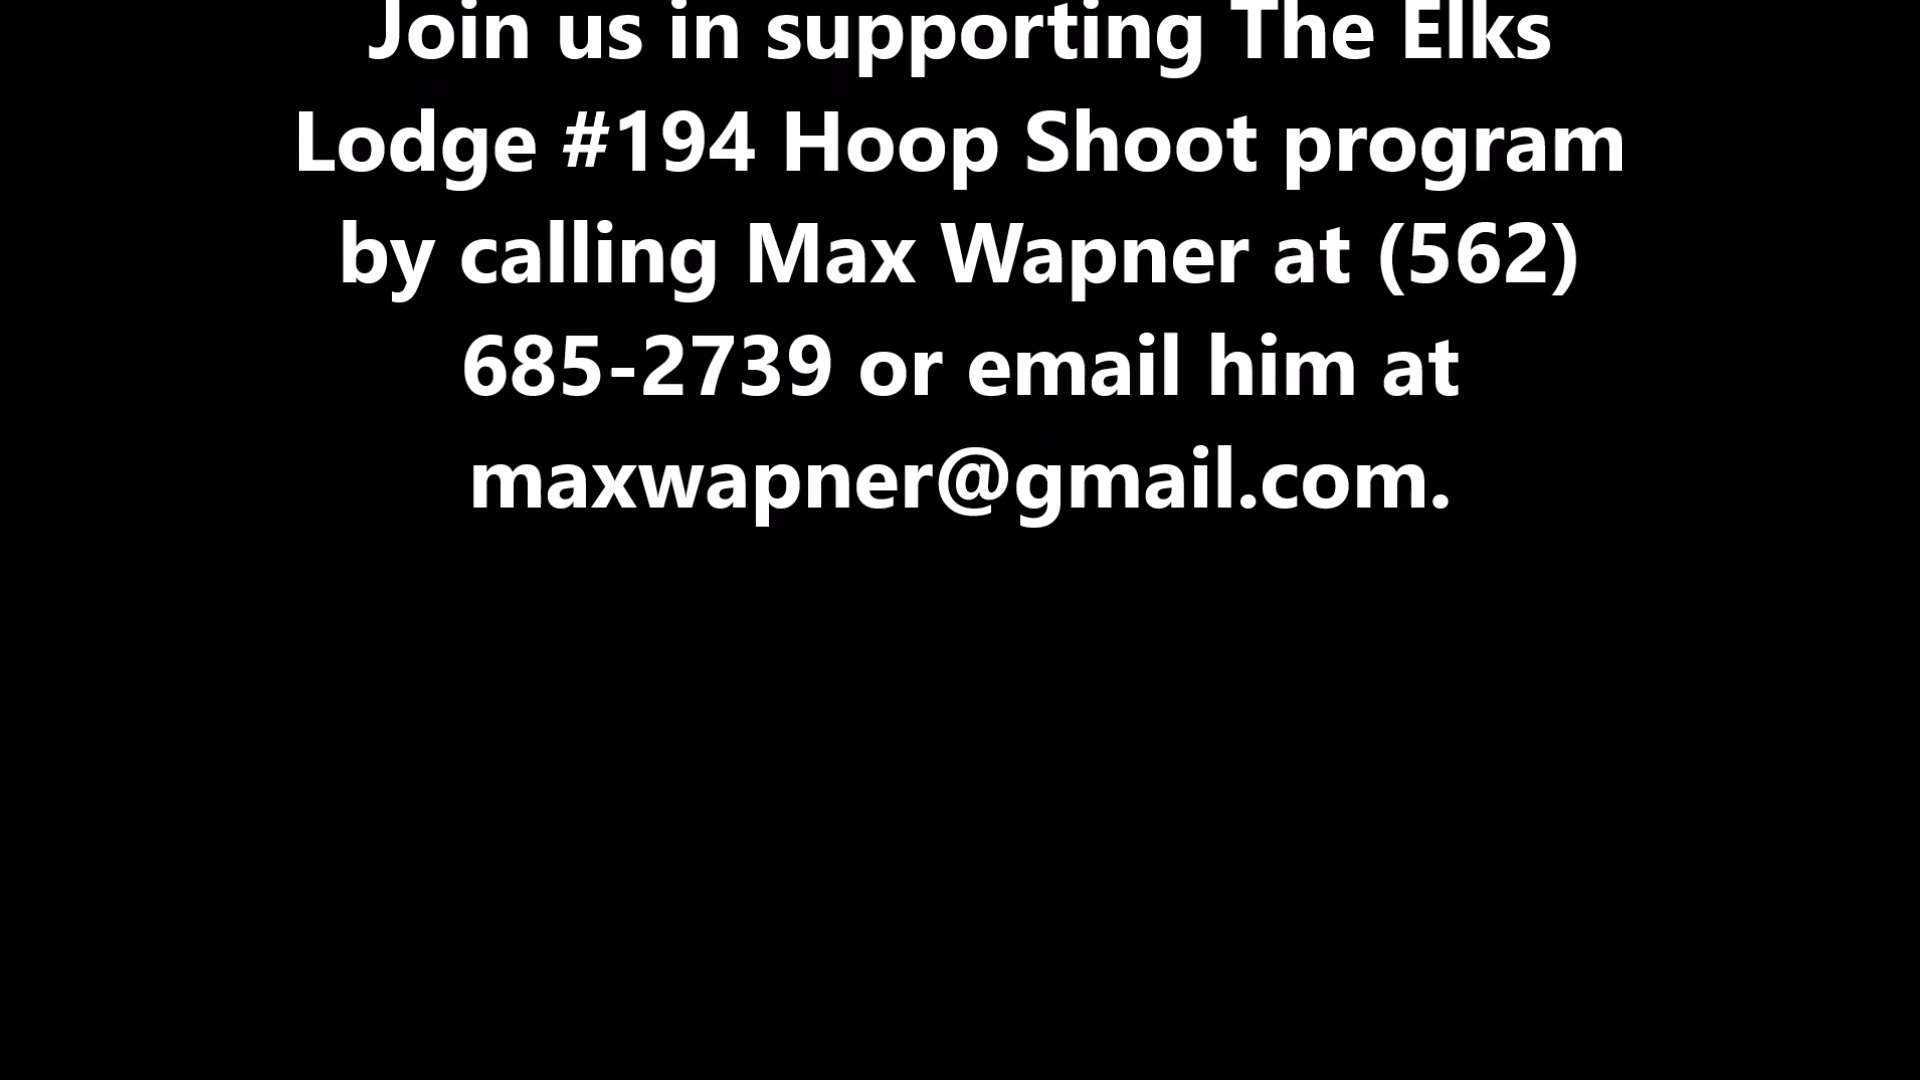 Join us in supporting The Elks
Lodge #194 Hoop Shoot program
by calling Max Wapner at (562)
685-2739 or email him at
maxwapner@gmail.com.